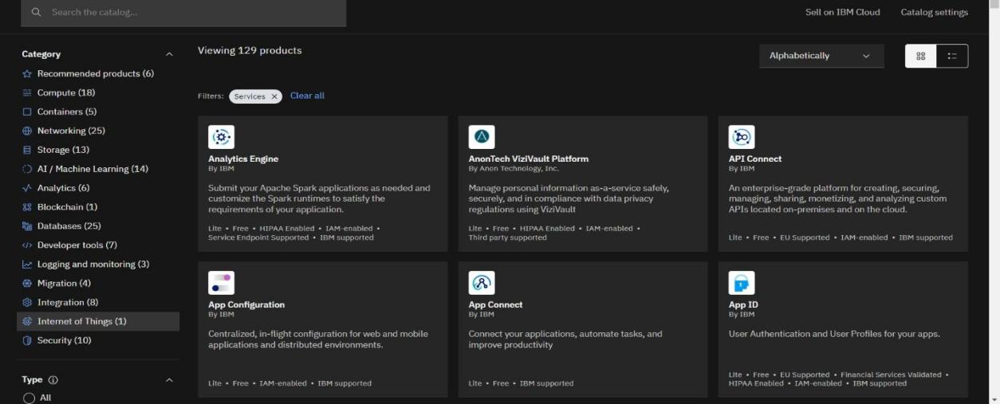 Search the catalog...
Sell on IBM Cloud
Catalog settings
Category
Recommended products (6)
Compute (18)
Containers (5)
Networking (25)
Storage (13)
AI / Machine Learning (14)
Analytics (6)
Blockchain (1)
Databases (25)
Developer tools (7)
Logging and monitoring (3)
Migration (4)
Integration (8)
Internet of Things (1)
Security (10)
Type
All
Viewing 129 products
Alphabetically
Filters: Services × Clear all
Analytics Engine
By IBM
Submit your Apache Spark applications as needed and
customize the Spark runtimes to satisfy the
requirements of your application.
Lite • Free • HIPAA Enabled • IAM-enabled •
Service Endpoint Supported • IBM supported
AnonTech ViziVault Platform
By Anon Technology, Inc.
Manage personal information as-a-service safely,
securely, and in compliance with data privacy
regulations using ViziVault
Lite • Free • HIPAA Enabled • IAM-enabled •
Third party supported
API Connect
By IBM
An enterprise-grade platform for creating, securing,
managing, sharing, monetizing, and analyzing custom
APIs located on-premises and on the cloud.
Lite • Free • EU Supported • IAM-enabled • IBM supported
App Configuration
By IBM
Centralized, in-flight configuration for web and mobile
applications and distributed environments.
Lite • Free • IAM-enabled • IBM supported
App Connect
By IBM
Connect your applications, automate tasks, and
improve productivity
Lite • Free • IBM supported
App ID
By IBM
User Authentication and User Profiles for your apps.
Lite • Free • EU Supported • Financial Services Validated •
HIPAA Enabled • IAM-enabled • IBM supported